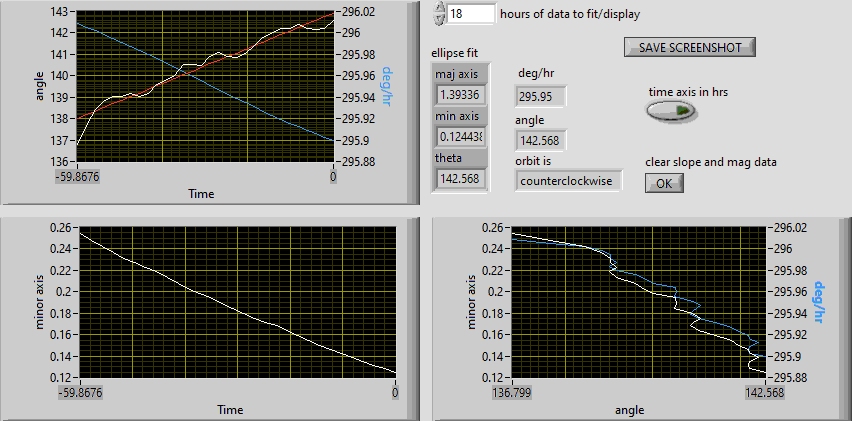 143
142
141
140
139
138
137
136
angle
296.02
296
295.98
295.96
295.94
295.92
295.9
295.88
deg/hr
-59.8676
0
Time
18 hours of data to fit/display
SAVE SCREENSHOT
ellipse fit
maj axis
1.39336
min axis
0.124438
theta
142.568
deg/hr
295.95
angle
142.568
orbit is
counterclockwise
time axis in hrs
clear slope and mag data
OK
0.26
0.24
0.22
0.2
0.18
0.16
0.14
0.12
minor axis
-59.8676
0
Time
0.26
0.24
0.22
0.2
0.18
0.16
0.14
0.12
minor axis
296.02
296
295.98
295.96
295.94
295.92
295.9
295.88
deg/hr
136.799
142.568
angle